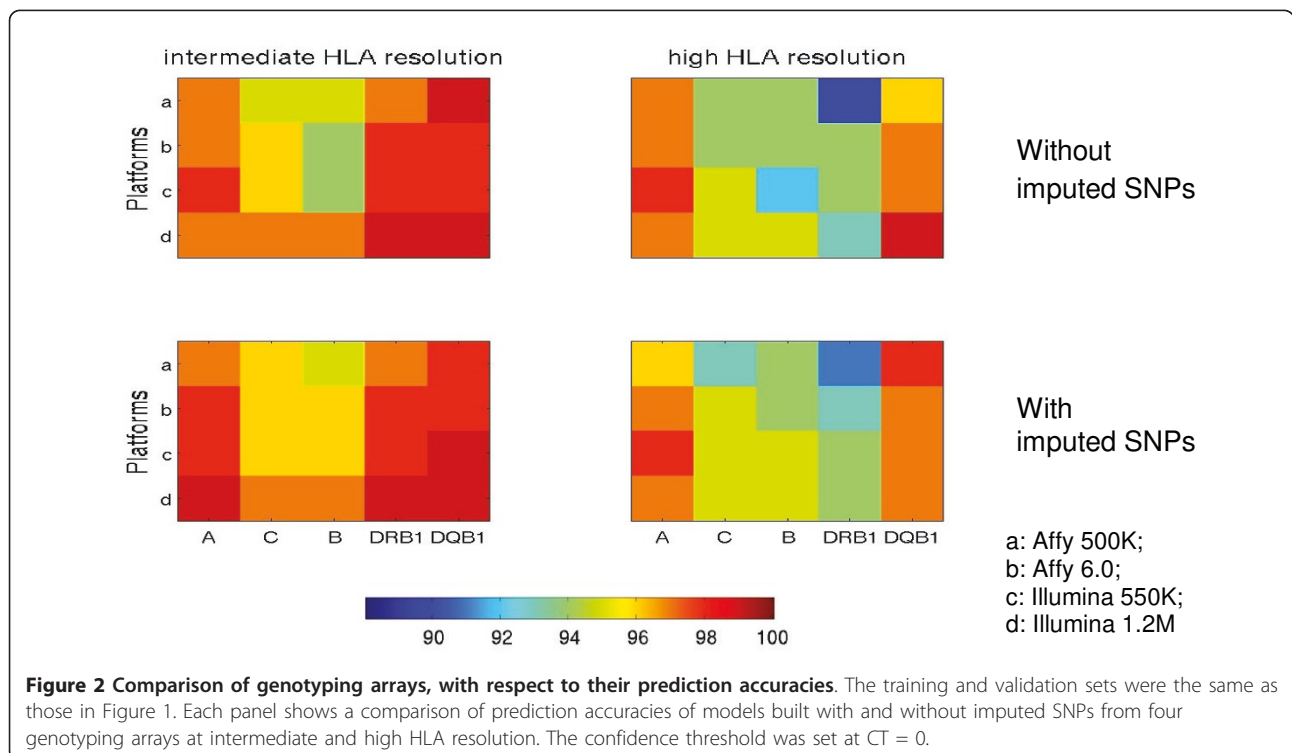 intermediate HLA resolution
high HLA resolution
Platforms
a
b
c
d
Without
imputed SNPs
Platforms
a
b
c
d
A C B DRB1 DQB1
A C B DRB1 DQB1
With
imputed SNPs
90 92 94 96 98 100
a: Affy 500K;
b: Affy 6.0;
c: Illumina 550K;
d: Illumina 1.2M
Figure 2 Comparison of genotyping arrays, with respect to their prediction accuracies. The training and validation sets were the same as
those in Figure 1. Each panel shows a comparison of prediction accuracies of models built with and without imputed SNPs from four
genotyping arrays at intermediate and high HLA resolution. The confidence threshold was set at CT = 0.